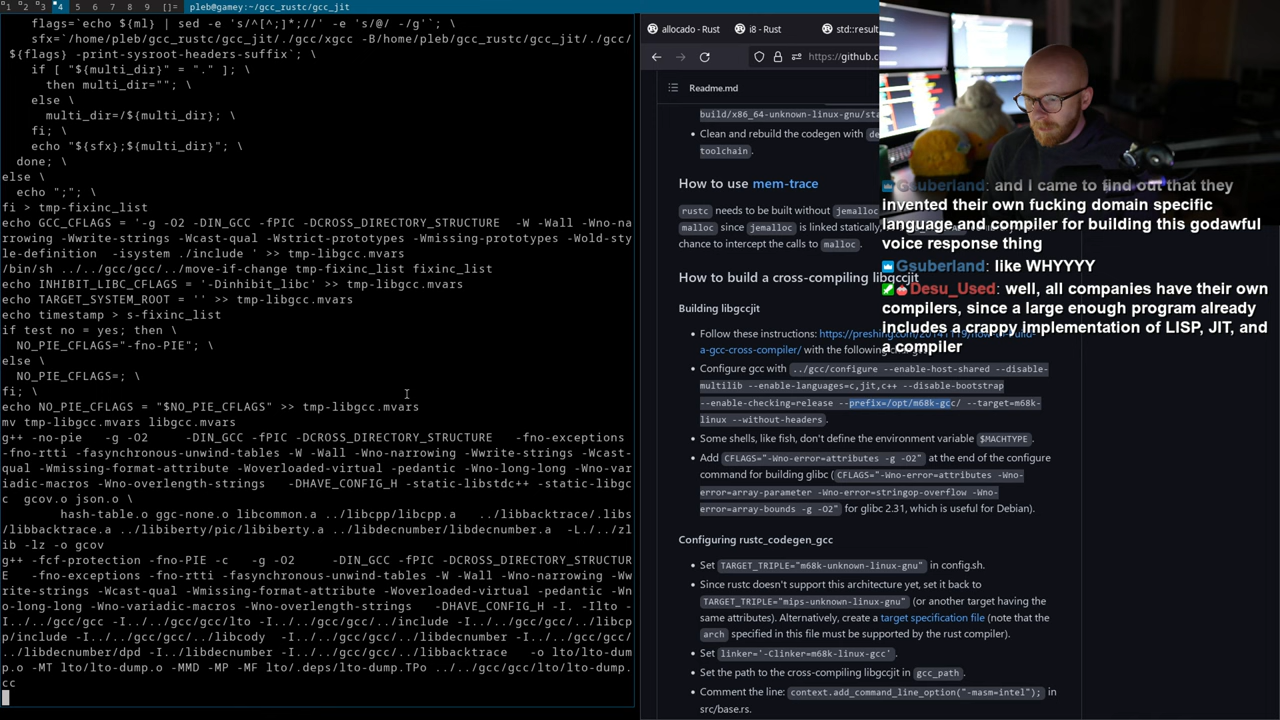 1 2 3 4 5 6 7 8 9 []= pleb@gamey:~/gcc_rustc/gcc_jit
flags=`echo ${ml} | sed -e 's/^[^;]*;//' -e 's/@/ -/g'`; \
sfx=`/home/pleb/gcc_rustc/gcc_jit/./gcc/xgcc -B/home/pleb/gcc_rustc/gcc_jit/./gcc/
${flags} -print-sysroot-headers-suffix`; \
if [ "${multi_dir}" = "." ]; \
then multi_dir=""; \
else \
multi_dir=/${multi_dir}; \
fi; \
echo "${sfx};${multi_dir}"; \
done; \
else \
echo ";"; \
fi > tmp-fixinc_list
echo GCC_CFLAGS = '-g -O2 -DIN_GCC -fPIC -DCROSS_DIRECTORY_STRUCTURE -W -Wall -Wno-na
rrowing -Wwrite-strings -Wcast-qual -Wstrict-prototypes -Wmissing-prototypes -Wold-sty
le-definition -isystem ./include ' >> tmp-libgcc.mvars
/bin/sh ../../gcc/gcc/../move-if-change tmp-fixinc_list fixinc_list
echo INHIBIT_LIBC_CFLAGS = '-Dinhibit_libc' >> tmp-libgcc.mvars
echo TARGET_SYSTEM_ROOT = '' >> tmp-libgcc.mvars
echo timestamp > s-fixinc_list
if test no = yes; then \
NO_PIE_CFLAGS="-fno-PIE"; \
else \
NO_PIE_CFLAGS=; \
fi; \
echo NO_PIE_CFLAGS = "$NO_PIE_CFLAGS" >> tmp-libgcc.mvars
mv tmp-libgcc.mvars libgcc.mvars
g++ -no-pie -g -O2 -DIN_GCC -fPIC -DCROSS_DIRECTORY_STRUCTURE -fno-exceptions
-fno-rtti -fasynchronous-unwind-tables -W -Wall -Wno-narrowing -Wwrite-strings -Wcast-
qual -Wmissing-format-attribute -Woverloaded-virtual -pedantic -Wno-long-long -Wno-var
iadic-macros -Wno-overlength-strings -DHAVE_CONFIG_H -static-libstdc++ -static-libgc
c gcov.o json.o \
hash-table.o ggc-none.o libcommon.a ../libcpp/libcpp.a ../libbacktrace/.libs
/libbacktrace.a ../libiberty/pic/libiberty.a ../libdecnumber/libdecnumber.a -L./../zl
ib -lz -o gcov
g++ -fcf-protection -fno-PIE -c -g -O2 -DIN_GCC -fPIC -DCROSS_DIRECTORY_STRUCTUR
E -fno-exceptions -fno-rtti -fasynchronous-unwind-tables -W -Wall -Wno-narrowing -Ww
rite-strings -Wcast-qual -Wmissing-format-attribute -Woverloaded-virtual -pedantic -Wn
o-long-long -Wno-variadic-macros -Wno-overlength-strings -DHAVE_CONFIG_H -I. -Ilto -
I../../gcc/gcc -I../../gcc/gcc/lto -I../../gcc/gcc/../include -I../../gcc/gcc/../libcp
p/include -I../../gcc/gcc/../libcody -I../../gcc/gcc/../libdecnumber -I../../gcc/gcc/
../libdecnumber/dpd -I../libdecnumber -I../../gcc/gcc/../libbacktrace -o lto/lto-dum
p.o -MT lto/lto-dump.o -MMD -MP -MF lto/.deps/lto-dump.TPo ../../gcc/gcc/lto/lto-dump.
cc
allocado - Rust i8 - Rust std::result
https://github.c
Readme.md
build/x86_64-unknown-linux-gnu/sta
Clean and rebuild the codegen with de
toolchain.
How to use mem-trace
rustc needs to be built without jemalloc
malloc since jemalloc is linked statically,
chance to intercept the calls to malloc.
How to build a cross-compiling libgccjit
Building libgccjit
Follow these instructions: https://preshing.com/20141119/how-to-build-
a-gcc-cross-compiler/ with the following
Configure gcc with ../gcc/configure --enable-host-shared --disable-
multilib --enable-languages=c,jit,c++ --disable-bootstrap
--enable-checking=release --prefix=/opt/m68k-gcc/ --target=m68k-
linux --without-headers.
Some shells, like fish, don't define the environment variable $MACHTYPE.
Add CFLAGS="-Wno-error=attributes -g -O2" at the end of the configure
command for building glibc (CFLAGS="-Wno-error=attributes -Wno-
error=array-parameter -Wno-error=stringop-overflow -Wno-
error=array-bounds -g -O2" for glibc 2.31, which is useful for Debian).
Configuring rustc_codegen_gcc
Set TARGET_TRIPLE="m68k-unknown-linux-gnu" in config.sh.
Since rustc doesn't support this architecture yet, set it back to
TARGET_TRIPLE="mips-unknown-linux-gnu" (or another target having the
same attributes). Alternatively, create a target specification file (note that the
arch specified in this file must be supported by the rust compiler).
Set linker='-Clinker=m68k-linux-gcc'.
Set the path to the cross-compiling libgccjit in gcc_path.
Comment the line: context.add_command_line_option("-masm=intel"); in
src/base.rs.
Gsuberland: and I came to find out that they
invented their own fucking domain specific
language and compiler for building this godawful
voice response thing
Gsuberland: like WHYYYY
Desu_Used: well, all companies have their own
compilers, since a large enough program already
includes a crappy implementation of LISP, JIT, and
a compiler